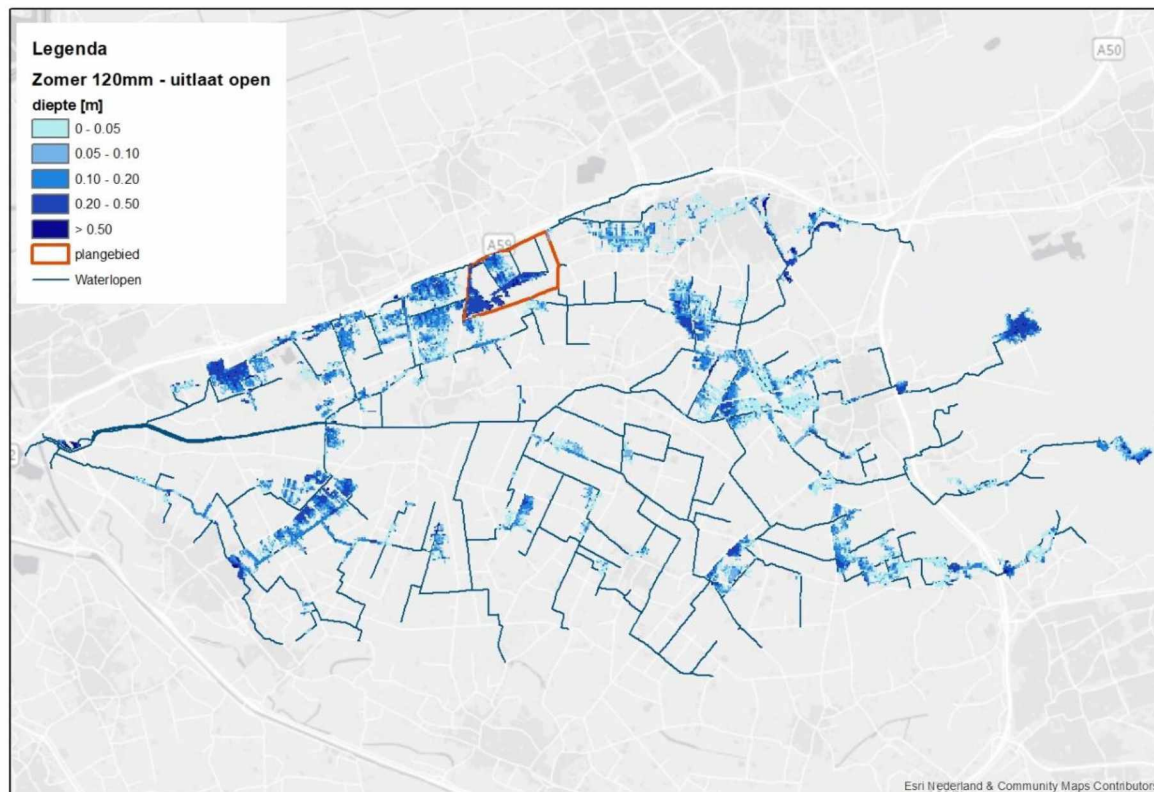 Legenda
Zomer 120mm - uitlaat open
diepte [m]
0 - 0.05
0.05 - 0.10
0.10 - 0.20
0.20 - 0.50
> 0.50
plangebied
Waterlopen
A50
A59
2
Esri Nederland & Community Maps Contributors